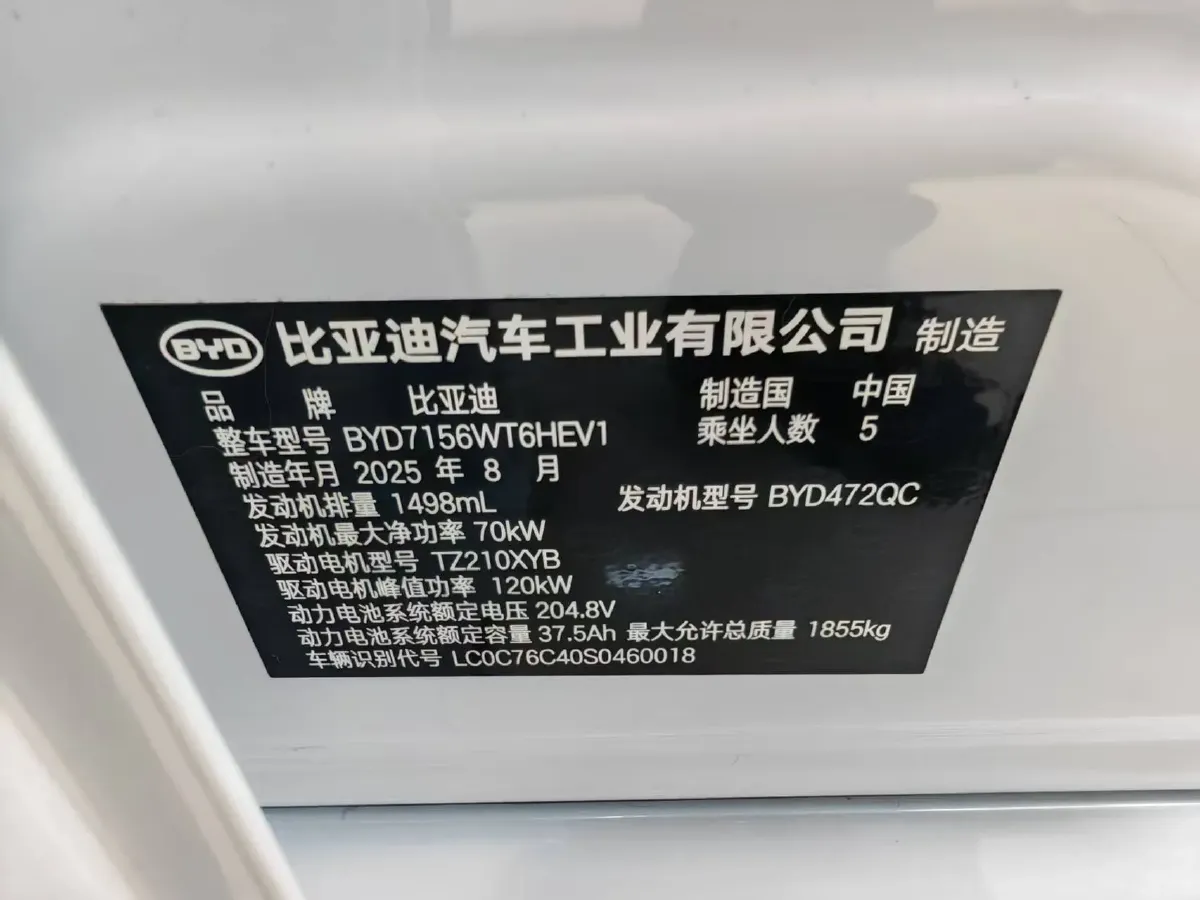 BYD 比亚迪汽车工业有限公司 制造
品 牌 比亚迪 制造国 中国
整车型号 BYD7156WT6HEV1 乘坐人数 5
制造年月 2025 年 8 月
发动机排量 1498mL 发动机型号 BYD472QC
发动机最大净功率 70kW
驱动电机型号 TZ210XYB
驱动电机峰值功率 120kW
动力电池系统额定电压 204.8V
动力电池系统额定容量 37.5Ah 最大允许总质量 1855kg
车辆识别代号 LC0C76C40S0460018